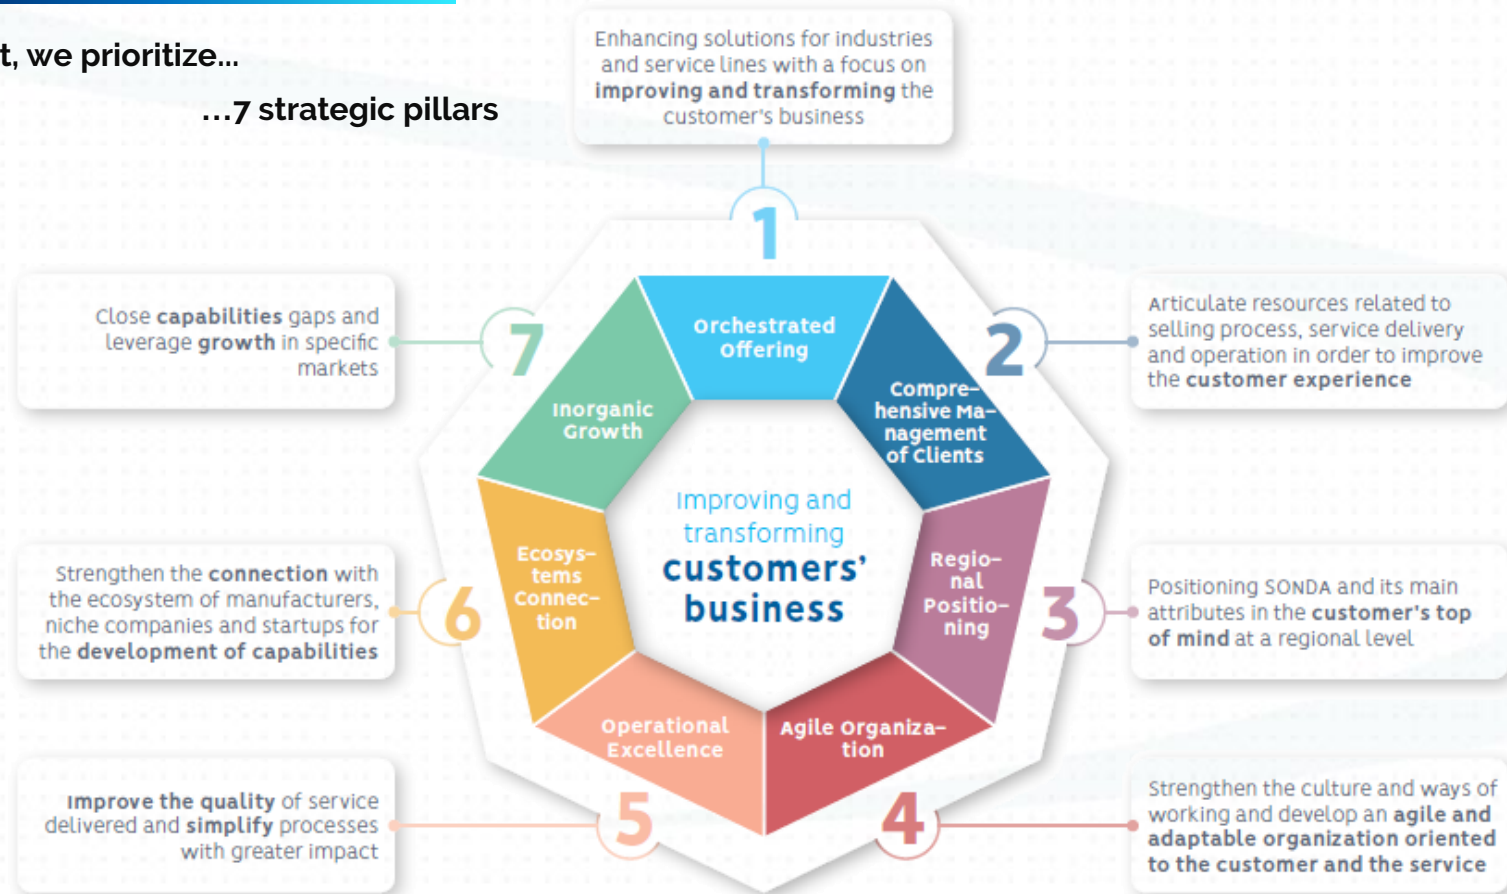 t, we prioritize...
...7 strategic pillars
Enhancing solutions for industries
and service lines with a focus on
improving and transforming the
customer's business
1
Orchestrated
Offering
2
Compre-
hensive Ma-
nagement
of Clients
Articulate resources related to
selling process, service delivery
and operation in order to improve
the customer experience
3
Regio-
nal
Positio-
ning
Positioning SONDA and its main
attributes in the customer's top
of mind at a regional level
4
Agile Organiza-
tion
Strengthen the culture and ways of
working and develop an agile and
adaptable organization oriented
to the customer and the service
5
Operational
Excellence
Improve the quality of service
delivered and simplify processes
with greater impact
6
Ecosys-
tems
Connec-
tion
Strengthen the connection with
the ecosystem of manufacturers,
niche companies and startups for
the development of capabilities
7
Inorganic
Growth
Close capabilities gaps and
leverage growth in specific
markets
Improving and
transforming
customers'
business